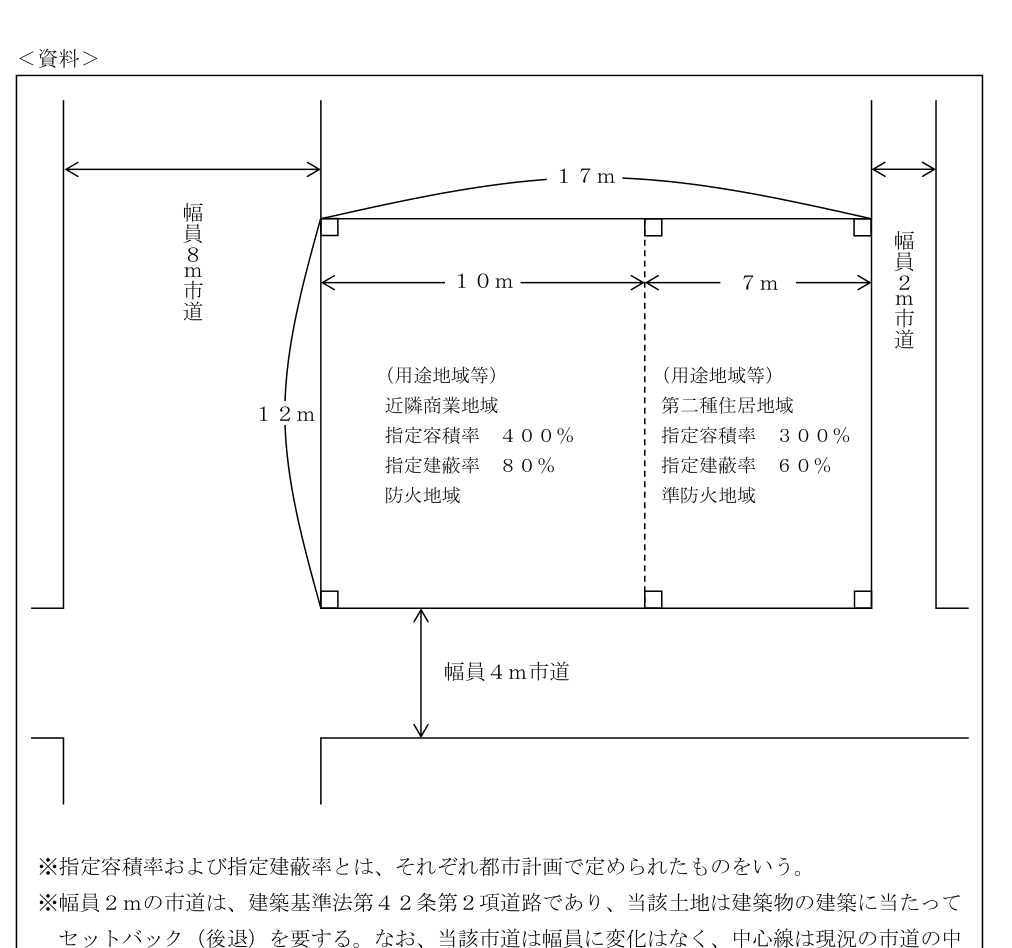 ＜資料＞
１７ｍ
幅員８ｍ市道
幅員２ｍ市道
１０ｍ
７ｍ
１２ｍ
（用途地域等）
近隣商業地域
指定容積率　４００％
指定建蔽率　８０％
防火地域
（用途地域等）
第二種住居地域
指定容積率　３００％
指定建蔽率　６０％
準防火地域
幅員４ｍ市道
※指定容積率および指定建蔽率とは、それぞれ都市計画で定められたものをいう。
※幅員２ｍの市道は、建築基準法第４２条第２項道路であり、当該土地は建築物の建築に当たって
セットバック（後退）を要する。なお、当該市道は幅員に変化はなく、中心線は現況の市道の中